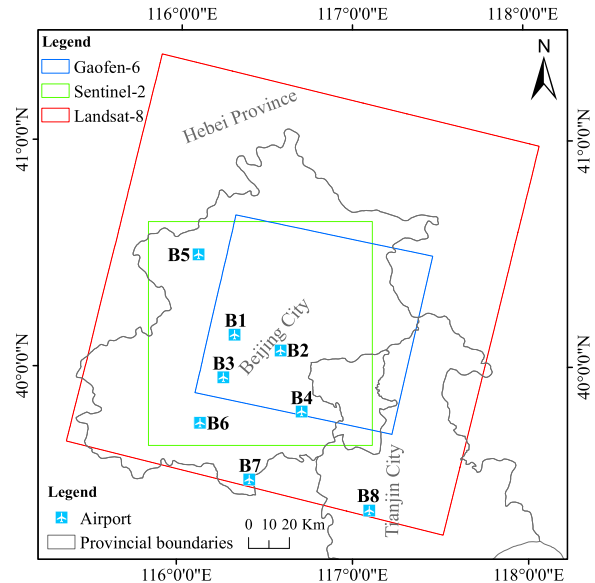 116°0'0"E 117°0'0"E 118°0'0"E
N
Legend
Gaofen-6
Sentinel-2
Landsat-8
Hebei Province
41°0'0"N
41°0'0"N
B5
B1
Beijing City
B2
B3
40°0'0"N
40°0'0"N
B4
B6
B7
Tianjin City
B8
Legend
Airport
Provincial boundaries
0 10 20 Km
116°0'0"E 117°0'0"E 118°0'0"E